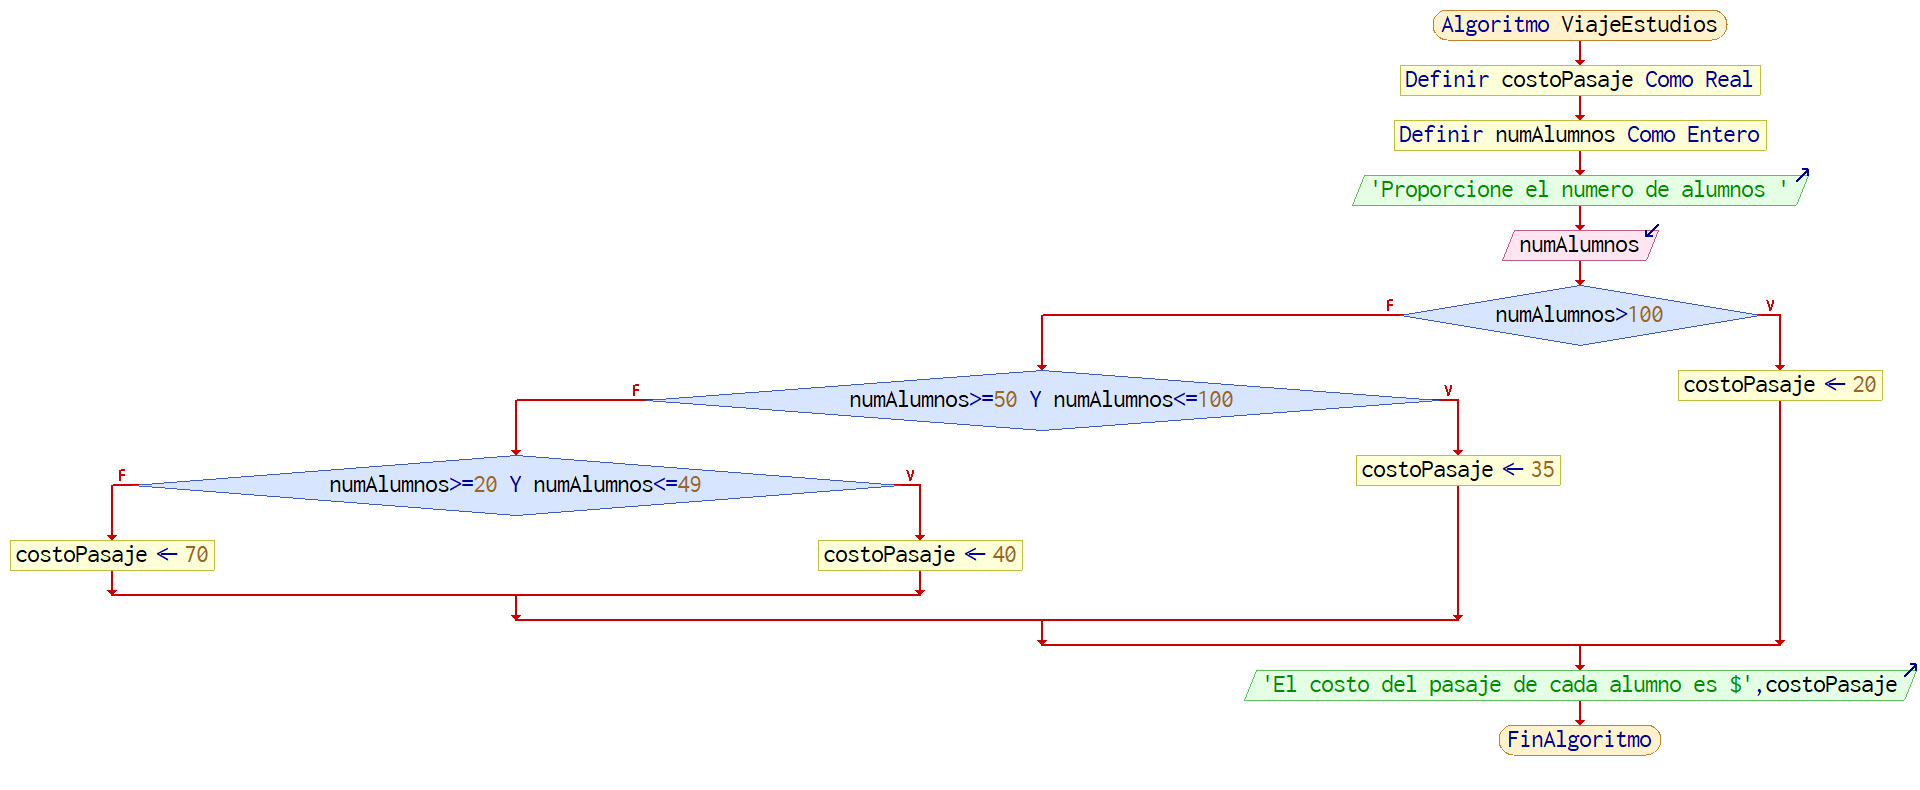 Algoritmo ViajeEstudios
Definir costoPasaje Como Real
Definir numAlumnos Como Entero
'Proporcione el numero de alumnos '
numAlumnos
F
V
numAlumnos>100
F
V
numAlumnos>=50 Y numAlumnos<=100
costoPasaje ← 20
F
V
numAlumnos>=20 Y numAlumnos<=49
costoPasaje ← 35
costoPasaje ← 70
costoPasaje ← 40
'El costo del pasaje de cada alumno es $',costoPasaje
FinAlgoritmo